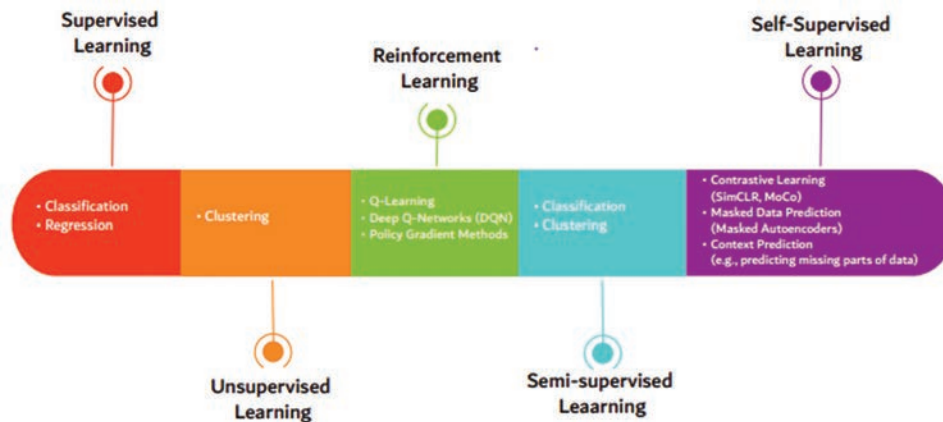 Supervised
Learning
Reinforcement
Learning
Self-Supervised
Learning
• Classification
• Regression
• Clustering
• Q-Learning
• Deep Q-Networks (DQN)
• Policy Gradient Methods
• Classification
• Clustering
• Contrastive Learning
(SimCLR, MoCo)
• Masked Data Prediction
(Masked Autoencoders)
• Context Prediction
(e.g., predicting missing parts of data)
Unsupervised
Learning
Semi-supervised
Leaarning